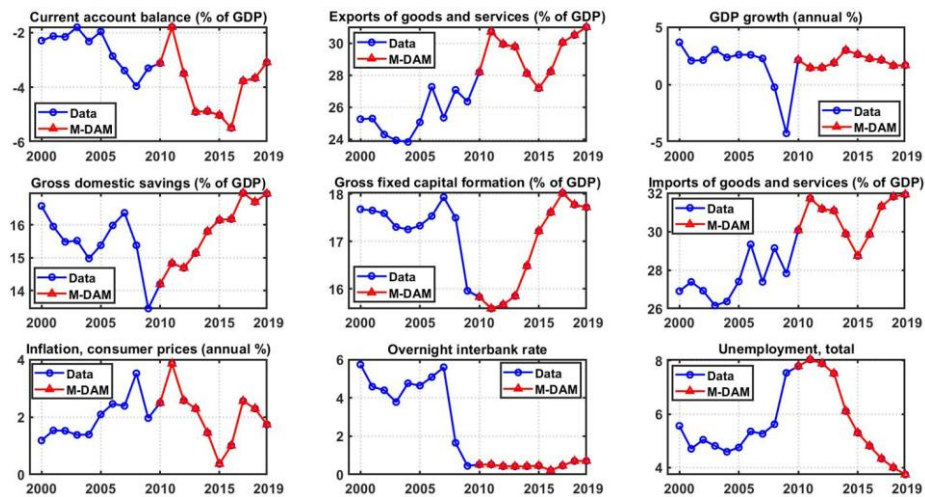 Current account balance (% of GDP)
-2
-4
-6
Data
M-DAM
2000 2005 2010 2015 2019
Exports of goods and services (% of GDP)
30
28
26
24
Data
M-DAM
2000 2005 2010 2015 2019
GDP growth (annual %)
5
0
-5
Data
M-DAM
2000 2005 2010 2015 2019
Gross domestic savings (% of GDP)
16
15
14
Data
M-DAM
2000 2005 2010 2015 2019
Gross fixed capital formation (% of GDP)
18
17
16
Data
M-DAM
2000 2005 2010 2015 2019
Imports of goods and services (% of GDP)
32
30
28
26
Data
M-DAM
2000 2005 2010 2015 2019
Inflation, consumer prices (annual %)
4
2
0
Data
M-DAM
2000 2005 2010 2015 2019
Overnight interbank rate
6
4
2
0
Data
M-DAM
2000 2005 2010 2015 2019
Unemployment, total
8
6
4
Data
M-DAM
2000 2005 2010 2015 2019